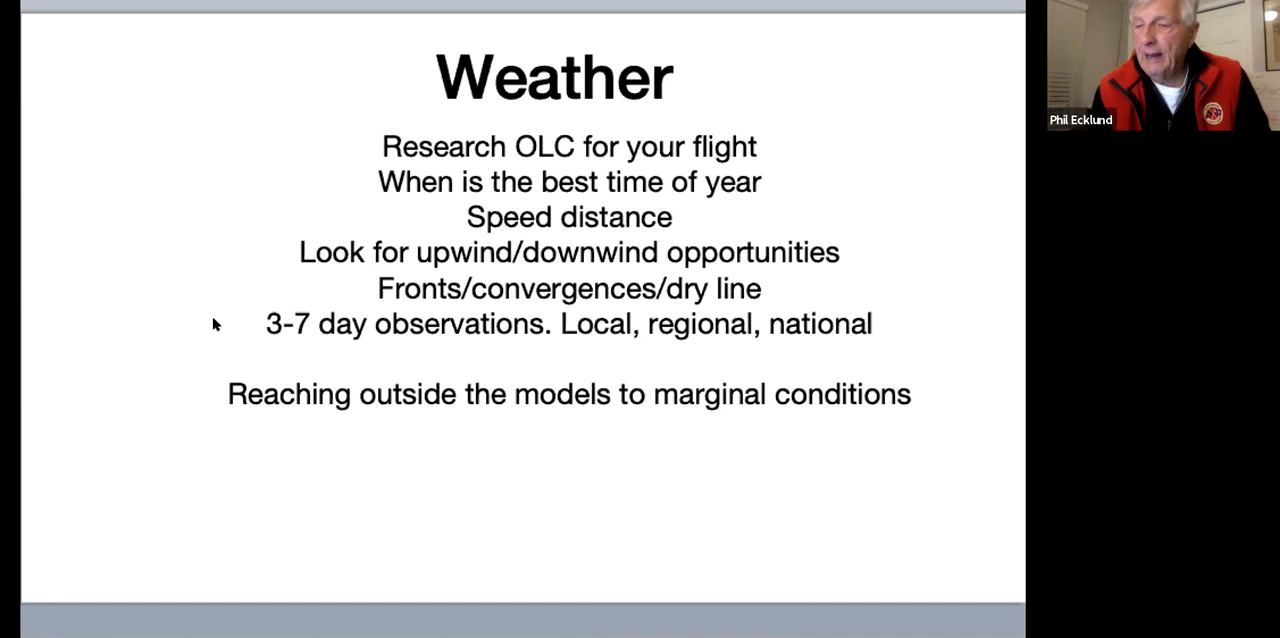 Weather
Research OLC for your flight
When is the best time of year
Speed distance
Look for upwind/downwind opportunities
Fronts/convergences/dry line
3-7 day observations. Local, regional, national
Reaching outside the models to marginal conditions
Phil Ecklund